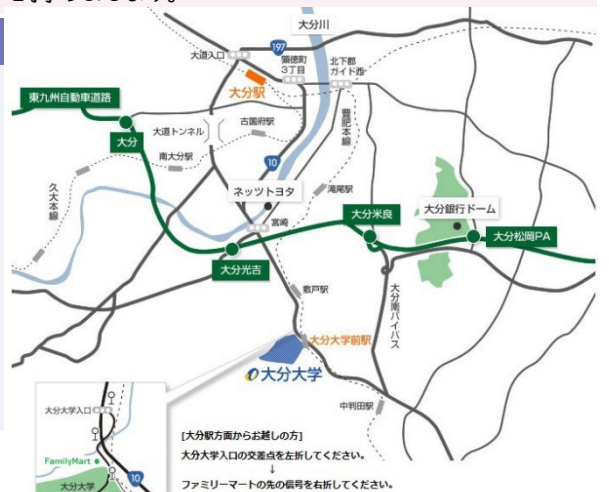 大分川
197
大道入口
顕徳町
3丁目
北下郡
ガイド西
大分駅
東九州自動車道路
大分
大道トンネル
古国府駅
豊肥本線
南大分駅
10
久大本線
ネッツトヨタ
滝尾駅
宮崎
大分米良
大分銀行ドーム
大分松岡PA
大分光吉
敷戸駅
大分南バイパス
大分大学前駅
大分大学
中判田駅
大分大学入口
FamilyMart
10
大分大学
[大分駅方面からお越しの方]
大分大学入口の交差点を左折してください。
↓
ファミリーマートの先の信号を右折してください。